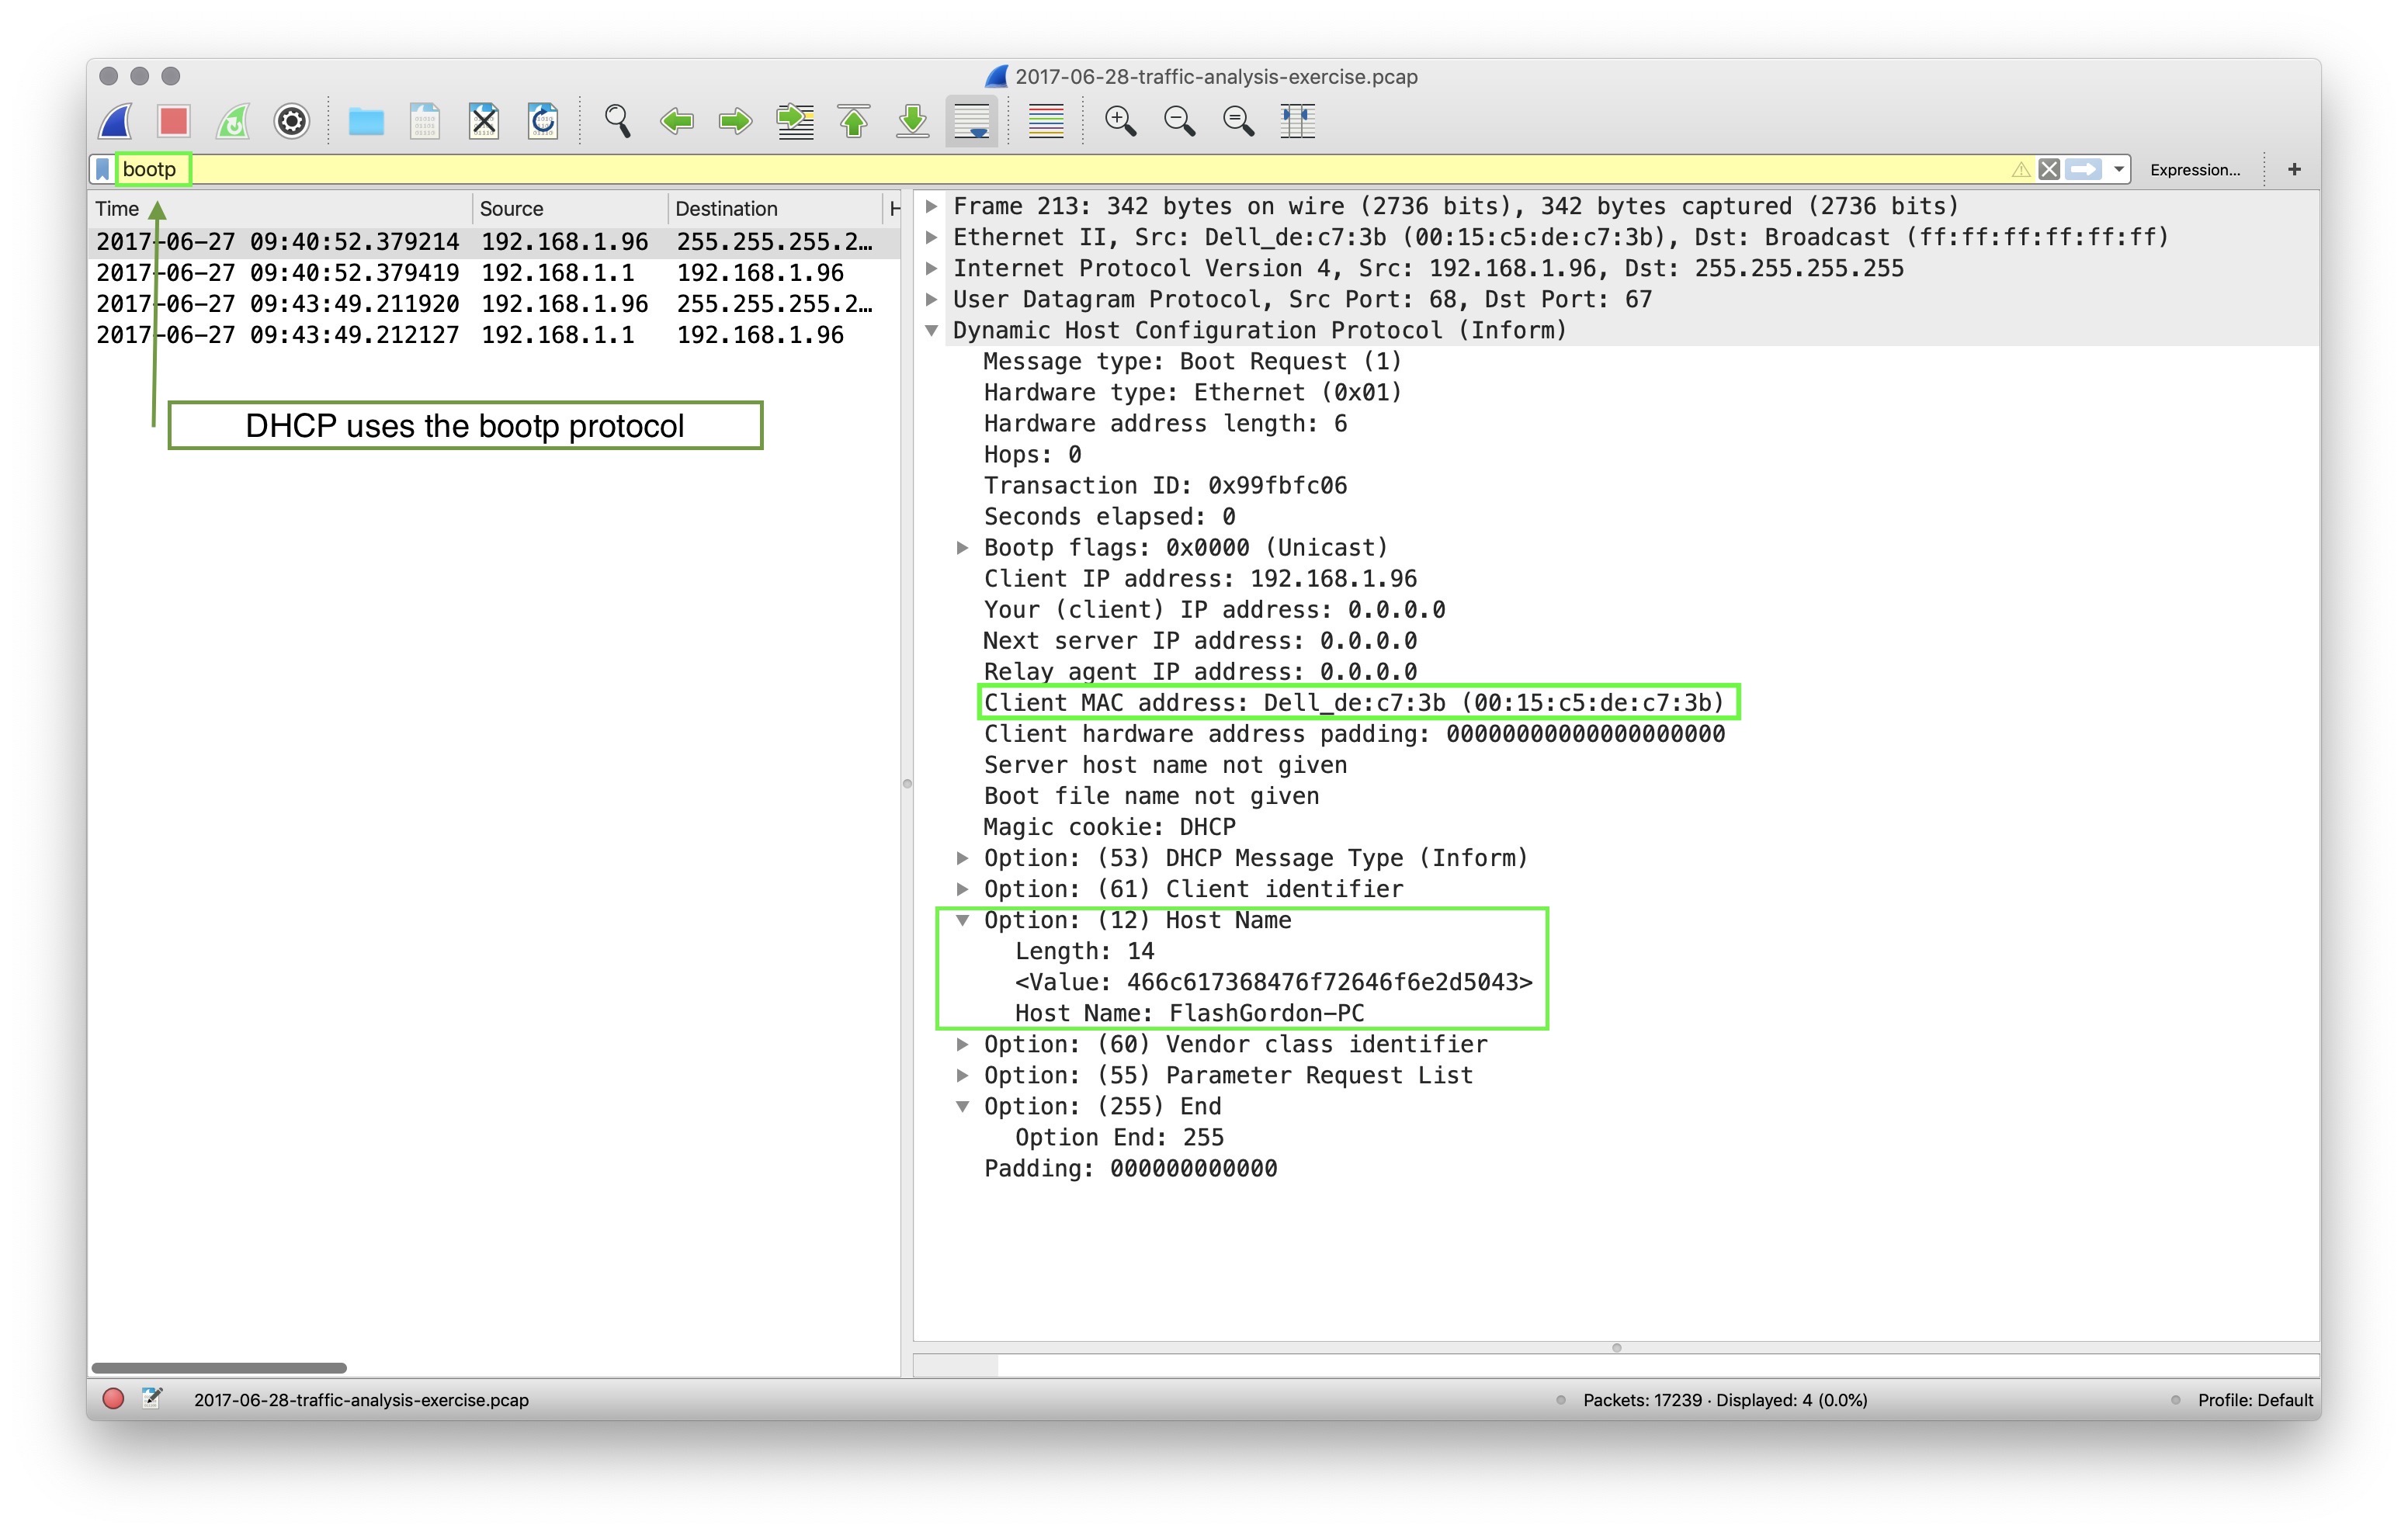 2017-06-28-traffic-analysis-exercise.pcap
bootp
Expression...
+
Time Source Destination H
2017-06-27 09:40:52.379214 192.168.1.96 255.255.255.2…
2017-06-27 09:40:52.379419 192.168.1.1 192.168.1.96
2017-06-27 09:43:49.211920 192.168.1.96 255.255.255.2…
2017-06-27 09:43:49.212127 192.168.1.1 192.168.1.96
DHCP uses the bootp protocol
Frame 213: 342 bytes on wire (2736 bits), 342 bytes captured (2736 bits)
Ethernet II, Src: Dell_de:c7:3b (00:15:c5:de:c7:3b), Dst: Broadcast (ff:ff:ff:ff:ff:ff)
Internet Protocol Version 4, Src: 192.168.1.96, Dst: 255.255.255.255
User Datagram Protocol, Src Port: 68, Dst Port: 67
Dynamic Host Configuration Protocol (Inform)
Message type: Boot Request (1)
Hardware type: Ethernet (0x01)
Hardware address length: 6
Hops: 0
Transaction ID: 0x99fbfc06
Seconds elapsed: 0
Bootp flags: 0x0000 (Unicast)
Client IP address: 192.168.1.96
Your (client) IP address: 0.0.0.0
Next server IP address: 0.0.0.0
Relay agent IP address: 0.0.0.0
Client MAC address: Dell_de:c7:3b (00:15:c5:de:c7:3b)
Client hardware address padding: 00000000000000000000
Server host name not given
Boot file name not given
Magic cookie: DHCP
Option: (53) DHCP Message Type (Inform)
Option: (61) Client identifier
Option: (12) Host Name
Length: 14
<Value: 466c617368476f72646f6e2d5043>
Host Name: FlashGordon-PC
Option: (60) Vendor class identifier
Option: (55) Parameter Request List
Option: (255) End
Option End: 255
Padding: 000000000000
2017-06-28-traffic-analysis-exercise.pcap
Packets: 17239 · Displayed: 4 (0.0%)
Profile: Default